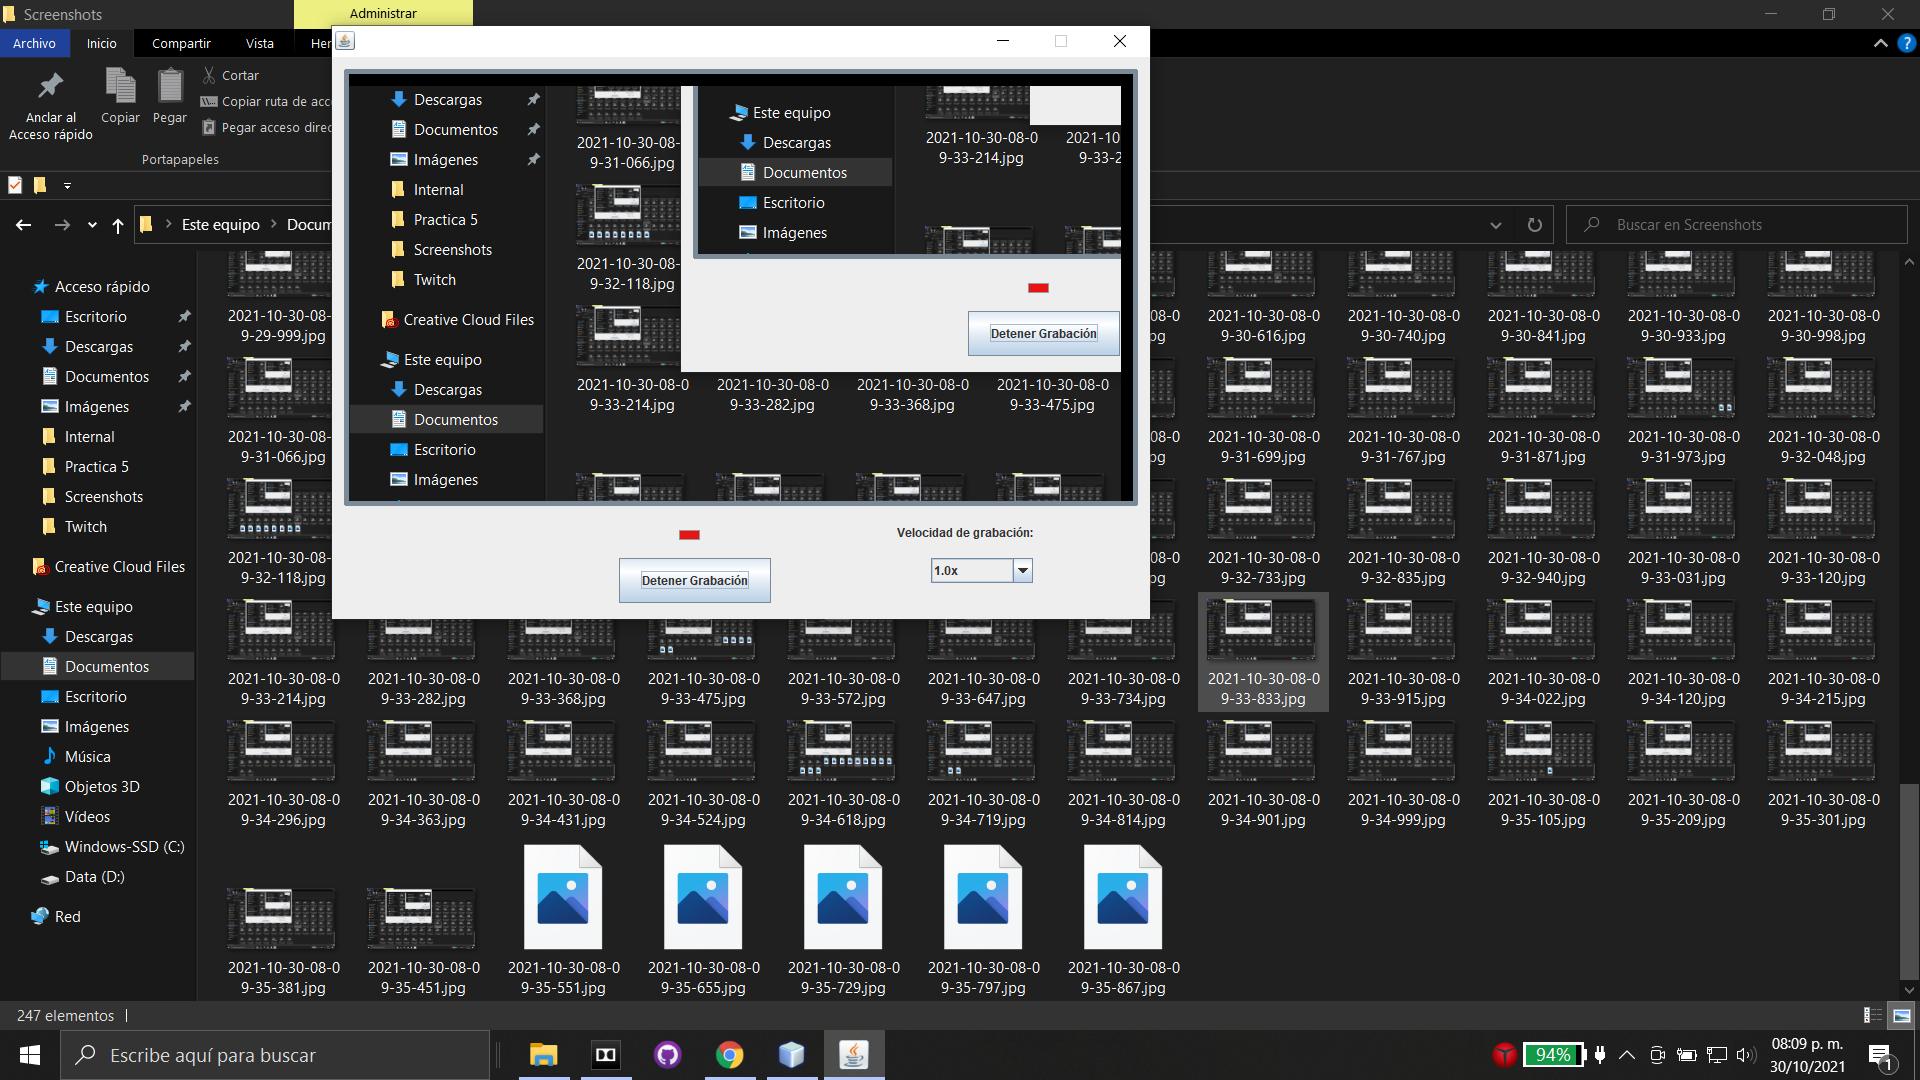 Screenshots
Administrar
Archivo
Inicio
Compartir
Vista
Her
Anclar al
Acceso rápido
Copiar
Pegar
Cortar
Copiar ruta de acc
Pegar acceso direc
Portapapeles
Este equipo
Docum
Buscar en Screenshots
Acceso rápido
Escritorio
Descargas
Documentos
Imágenes
Internal
Practica 5
Screenshots
Twitch
Creative Cloud Files
Este equipo
Descargas
Documentos
Escritorio
Imágenes
Música
Objetos 3D
Vídeos
Windows-SSD (C:)
Data (D:)
Red
Descargas
Documentos
Imágenes
Internal
Practica 5
Screenshots
Twitch
Creative Cloud Files
Este equipo
Descargas
Documentos
Escritorio
Imágenes
2021-10-30-08-
9-31-066.jpg
2021-10-30-08-
9-32-118.jpg
2021-10-30-08-0 2021-10-30-08-0 2021-10-30-08-0 2021-10-30-08-0
9-33-214.jpg 9-33-282.jpg 9-33-368.jpg 9-33-475.jpg
Este equipo
Descargas
Documentos
Escritorio
Imágenes
2021-10-30-08-0 2021-10
9-33-214.jpg 9-33-2
Detener Grabación
Detener Grabación
Velocidad de grabación:
1.0x
2021-10-30-08- 08-0 2021-10-30-08-0 2021-10-30-08-0 2021-10-30-08-0 2021-10-30-08-0 2021-10-30-08-0
9-29-999.jpg pg 9-30-616.jpg 9-30-740.jpg 9-30-841.jpg 9-30-933.jpg 9-30-998.jpg
2021-10-30-08- 08-0 2021-10-30-08-0 2021-10-30-08-0 2021-10-30-08-0 2021-10-30-08-0 2021-10-30-08-0
9-31-066.jpg pg 9-31-699.jpg 9-31-767.jpg 9-31-871.jpg 9-31-973.jpg 9-32-048.jpg
2021-10-30-08- 08-0 2021-10-30-08-0 2021-10-30-08-0 2021-10-30-08-0 2021-10-30-08-0 2021-10-30-08-0
9-32-118.jpg pg 9-32-733.jpg 9-32-835.jpg 9-32-940.jpg 9-33-031.jpg 9-33-120.jpg
2021-10-30-08-0 2021-10-30-08-0 2021-10-30-08-0 2021-10-30-08-0 2021-10-30-08-0 2021-10-30-08-0 2021-10-30-08-0 2021-10-30-08-0 2021-10-30-08-0 2021-10-30-08-0 2021-10-30-08-0 2021-10-30-08-0
9-33-214.jpg 9-33-282.jpg 9-33-368.jpg 9-33-475.jpg 9-33-572.jpg 9-33-647.jpg 9-33-734.jpg 9-33-833.jpg 9-33-915.jpg 9-34-022.jpg 9-34-120.jpg 9-34-215.jpg
2021-10-30-08-0 2021-10-30-08-0 2021-10-30-08-0 2021-10-30-08-0 2021-10-30-08-0 2021-10-30-08-0 2021-10-30-08-0 2021-10-30-08-0 2021-10-30-08-0 2021-10-30-08-0 2021-10-30-08-0 2021-10-30-08-0
9-34-296.jpg 9-34-363.jpg 9-34-431.jpg 9-34-524.jpg 9-34-618.jpg 9-34-719.jpg 9-34-814.jpg 9-34-901.jpg 9-34-999.jpg 9-35-105.jpg 9-35-209.jpg 9-35-301.jpg
2021-10-30-08-0 2021-10-30-08-0 2021-10-30-08-0 2021-10-30-08-0 2021-10-30-08-0 2021-10-30-08-0 2021-10-30-08-0
9-35-381.jpg 9-35-451.jpg 9-35-551.jpg 9-35-655.jpg 9-35-729.jpg 9-35-797.jpg 9-35-867.jpg
247 elementos
Escribe aquí para buscar
94%
08:09 p. m.
30/10/2021
1